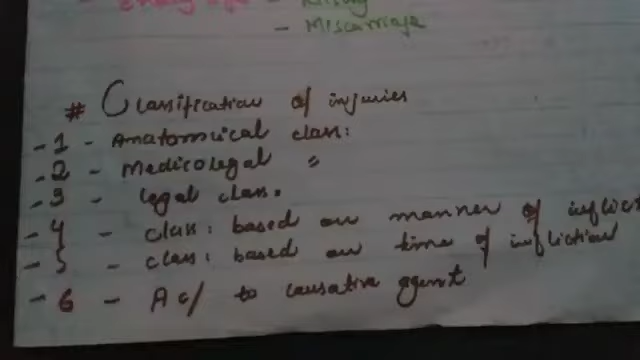 - Rising
- Miscarriage
# Classification of injuries
- 1 - Anatomical class:
- 2 - Medicolegal "
- 3 - legal class.
- 4 - class: based on manner of inflict
- 5 - class: based on time of infliction
- 6 - Ac/ to causative agent